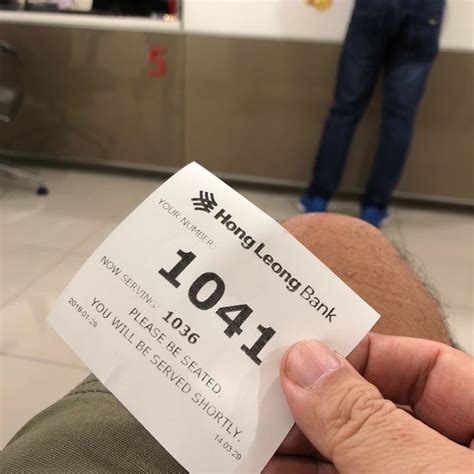 5
Hong Leong Bank
YOUR NUMBER:
1041
NOW SERVING: 1036
PLEASE BE SEATED.
YOU WILL BE SERVED SHORTLY.
2018.01.29 14.03.29